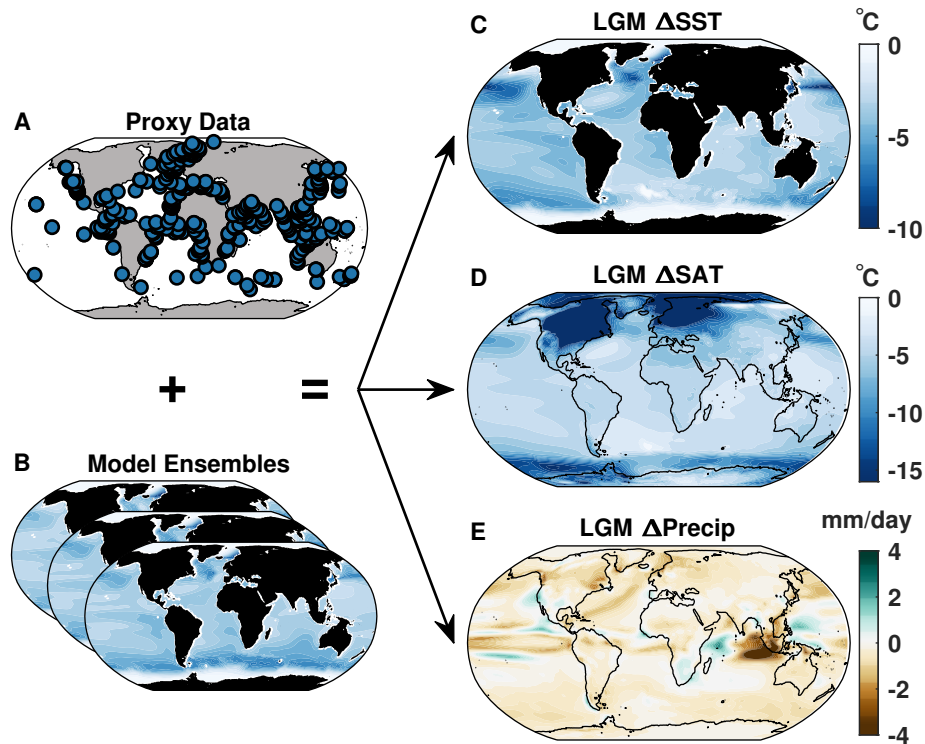 A
Proxy Data
+
=
B
Model Ensembles
C
LGM ΔSST
°C
0
-5
-10
D
LGM ΔSAT
°C
0
-5
-10
-15
E
LGM ΔPrecip
mm/day
4
2
0
-2
-4